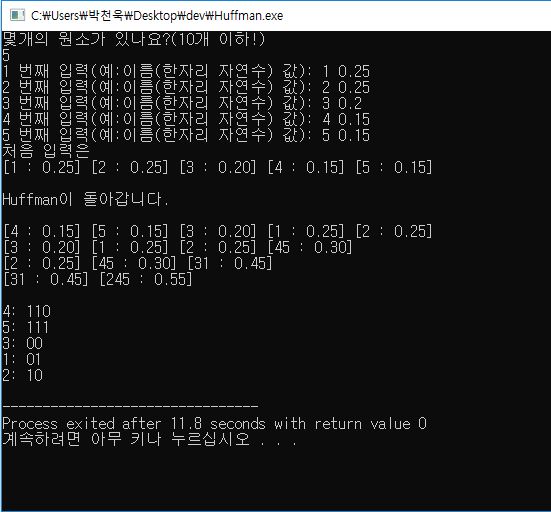 C:₩Users₩박천욱₩Desktop₩dev₩Huffman.exe
몇개의 원소가 있나요?(10개 이하!)
5
1 번째 입력(예:이름(한자리 자연수) 값): 1 0.25
2 번째 입력(예:이름(한자리 자연수) 값): 2 0.25
3 번째 입력(예:이름(한자리 자연수) 값): 3 0.2
4 번째 입력(예:이름(한자리 자연수) 값): 4 0.15
5 번째 입력(예:이름(한자리 자연수) 값): 5 0.15
처음 입력은
[1 : 0.25] [2 : 0.25] [3 : 0.20] [4 : 0.15] [5 : 0.15]
Huffman이 돌아갑니다.
[4 : 0.15] [5 : 0.15] [3 : 0.20] [1 : 0.25] [2 : 0.25]
[3 : 0.20] [1 : 0.25] [2 : 0.25] [45 : 0.30]
[2 : 0.25] [45 : 0.30] [31 : 0.45]
[31 : 0.45] [245 : 0.55]
4: 110
5: 111
3: 00
1: 01
2: 10
--------------------------------
Process exited after 11.8 seconds with return value 0
계속하려면 아무 키나 누르십시오 . . .